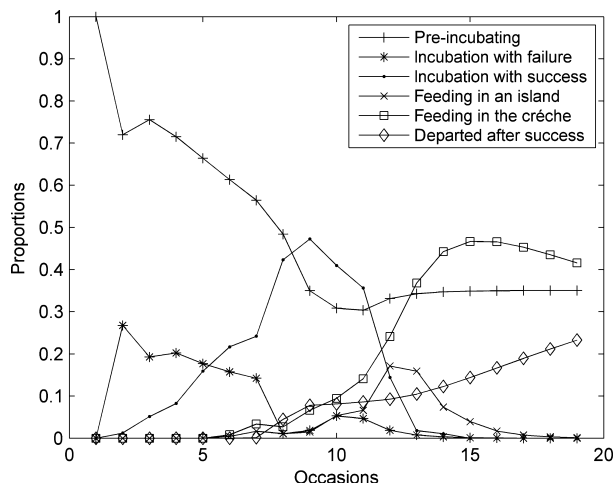 1
0.9
0.8
0.7
0.6
0.5
0.4
0.3
0.2
0.1
0
Proportions
0 5 10 15 20
Occasions
Pre-incubating
Incubation with failure
Incubation with success
Feeding in an island
Feeding in the créche
Departed after success